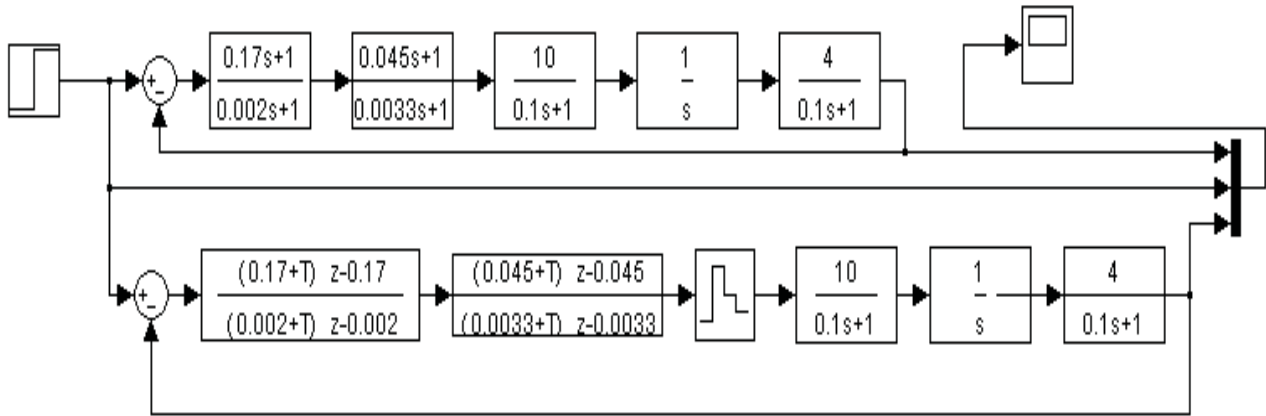 0.17s+1
0.002s+1
0.045s+1
0.0033s+1
10
0.1s+1
1
s
4
0.1s+1
(0.17+T) z-0.17
(0.002+T) z-0.002
(0.045+T) z-0.045
(0.0033+T) z-0.0033
10
0.1s+1
1
s
4
0.1s+1